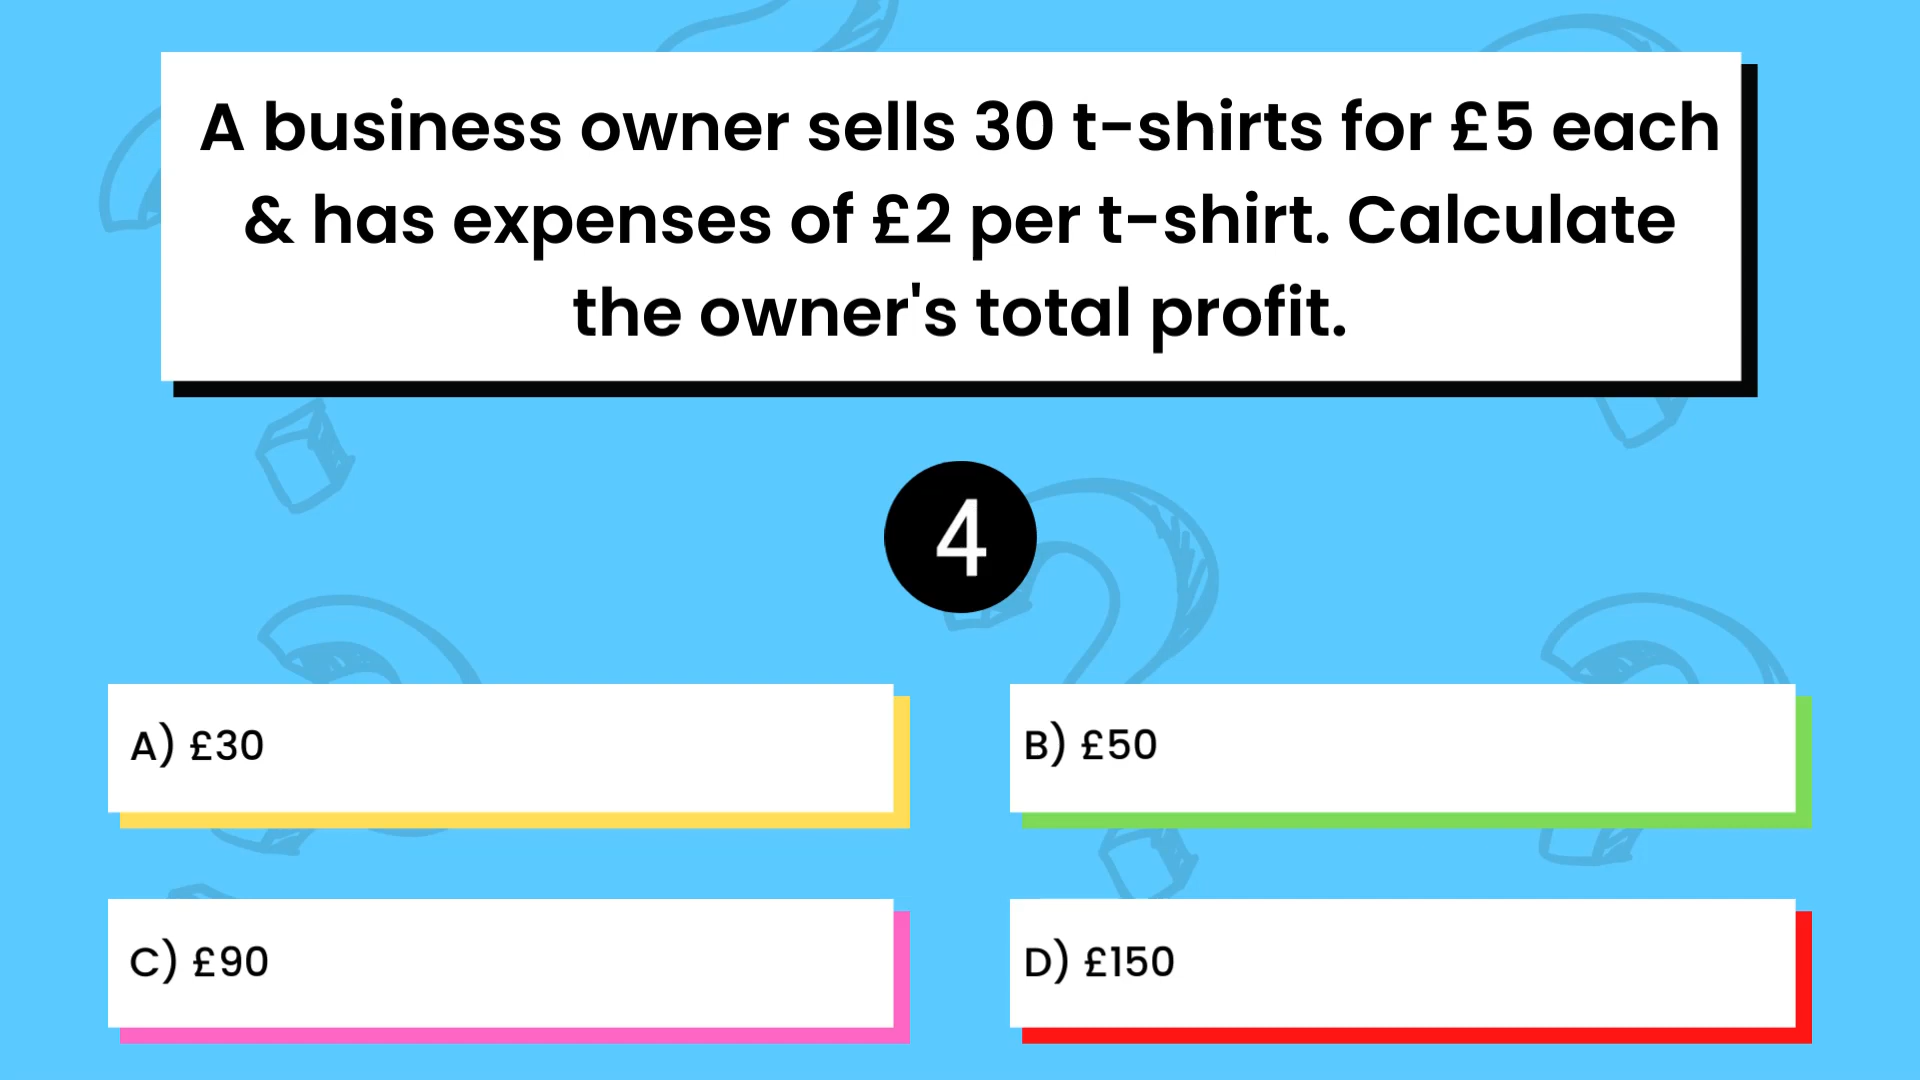 A business owner sells 30 t-shirts for £5 each
& has expenses of £2 per t-shirt. Calculate
the owner's total profit.
4
A) £30
B) £50
C) £90
D) £150